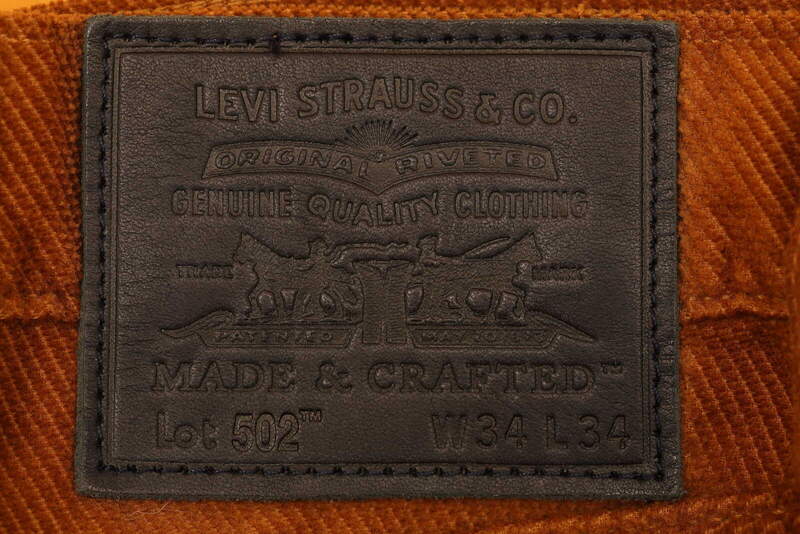 LEVI STRAUSS & CO.
ORIGINAL RIVETED
GENUINE QUALITY CLOTHING
TRADE MARK
PATENTED
MADE & CRAFTED™
Lot 502™ W34 L34